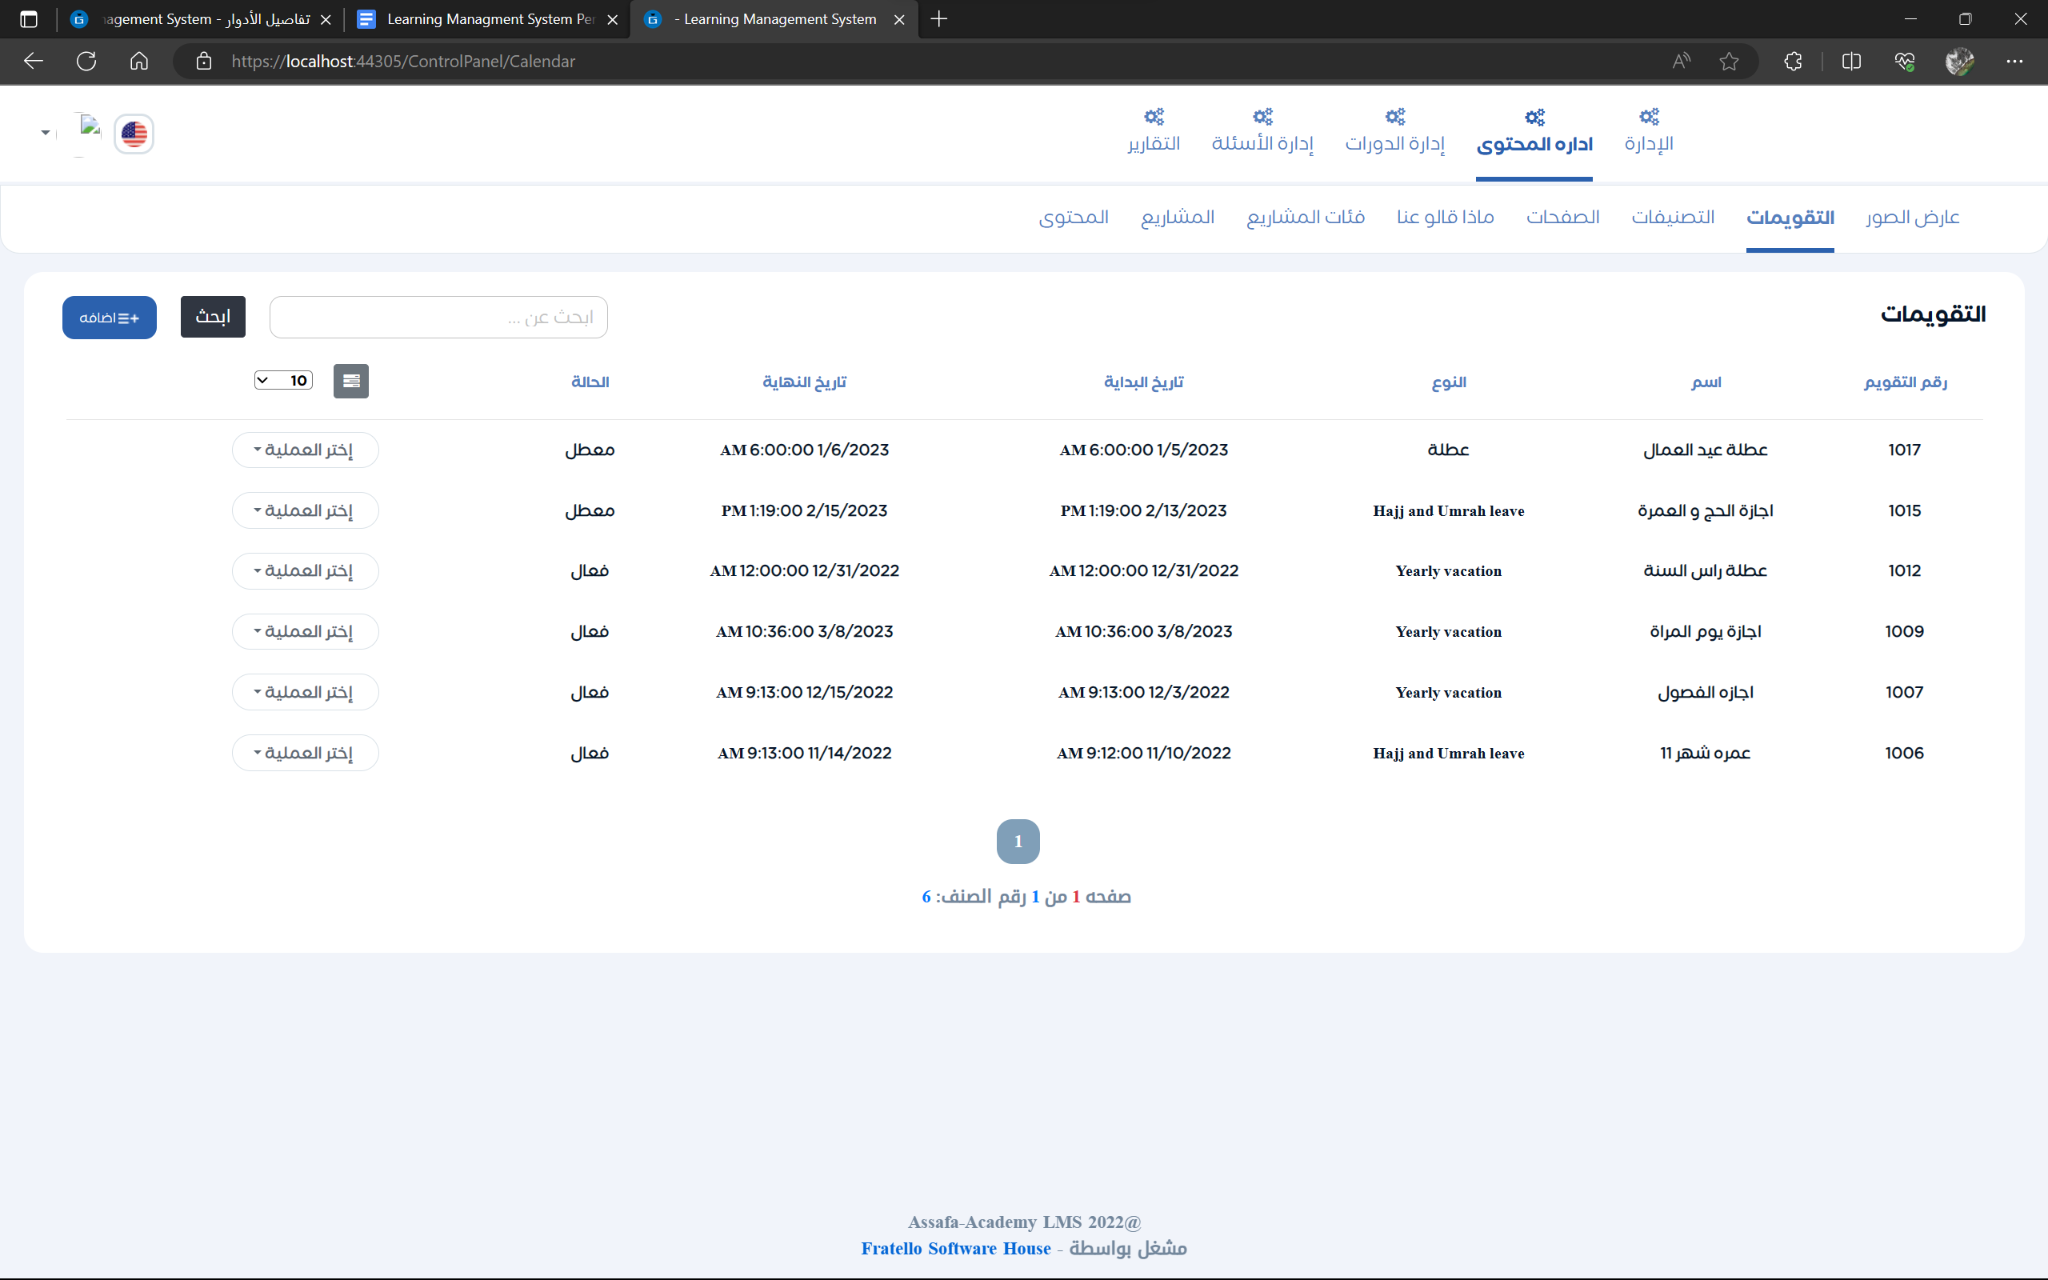 agement System - تفاصيل الأدوار
Learning Managment System Per
- Learning Management System
https://localhost:44305/ControlPanel/Calendar
الإدارة
اداره المحتوى
إدارة الدورات
إدارة الأسئلة
التقارير
عارض الصور
التقويمات
التصنيفات
الصفحات
ماذا قالو عنا
فئات المشاريع
المشاريع
المحتوى
التقويمات
ابحث عن ...
ابحث
اضافه
رقم التقويم اسم النوع تاريخ البداية تاريخ النهاية الحالة 10
1017 عطلة عيد العمال عطلة 1/5/2023 6:00:00 AM 1/6/2023 6:00:00 AM معطل إختر العملية
1015 اجازة الحج و العمرة Hajj and Umrah leave 2/13/2023 1:19:00 PM 2/15/2023 1:19:00 PM معطل إختر العملية
1012 عطلة راس السنة Yearly vacation 12/31/2022 12:00:00 AM 12/31/2022 12:00:00 AM فعال إختر العملية
1009 اجازة يوم المراة Yearly vacation 3/8/2023 10:36:00 AM 3/8/2023 10:36:00 AM فعال إختر العملية
1007 اجازه الفصول Yearly vacation 12/3/2022 9:13:00 AM 12/15/2022 9:13:00 AM فعال إختر العملية
1006 عمره شهر 11 Hajj and Umrah leave 11/10/2022 9:12:00 AM 11/14/2022 9:13:00 AM فعال إختر العملية
1
صفحه 1 من 1 رقم الصنف: 6
Assafa-Academy LMS 2022@
مشغل بواسطة - Fratello Software House